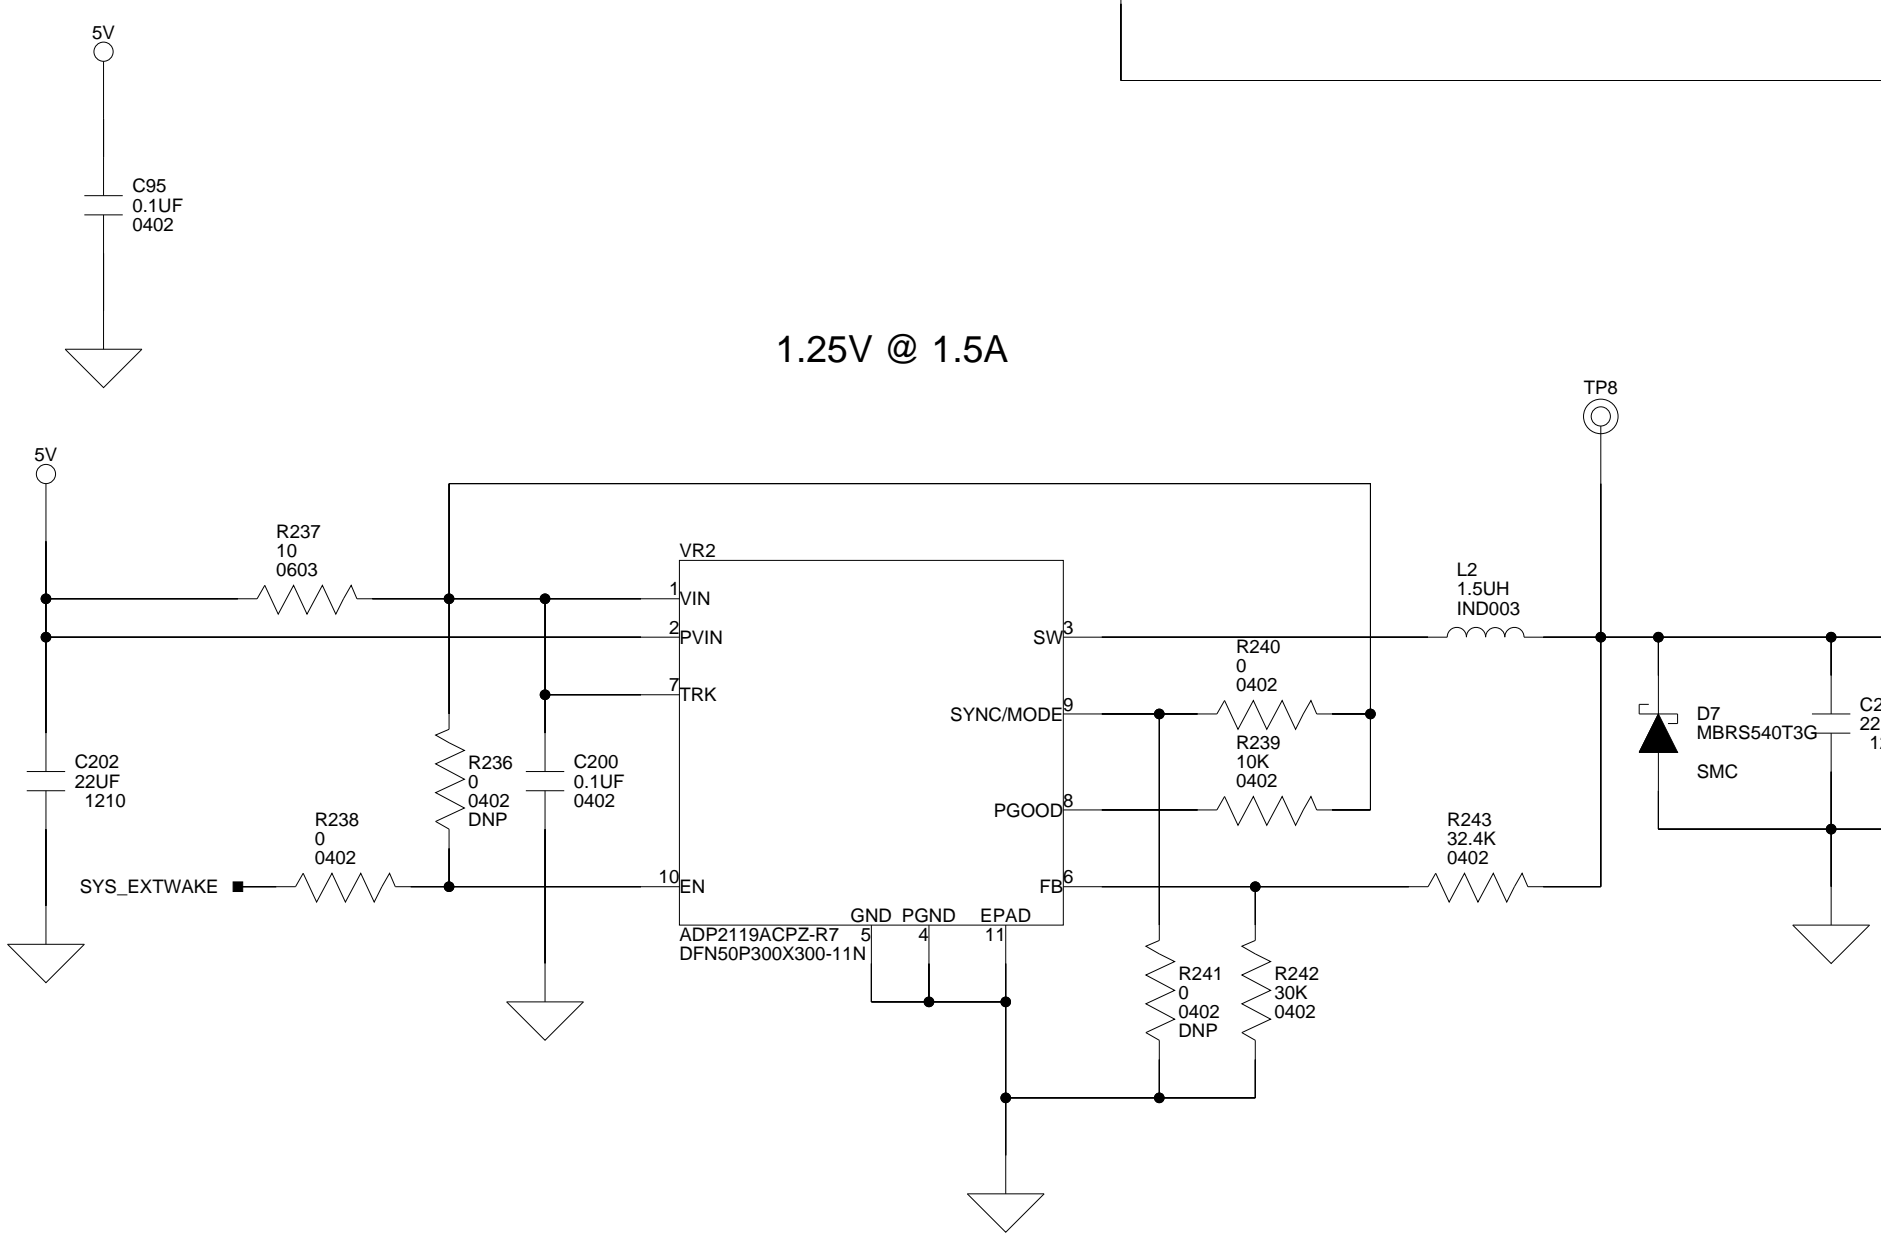 5V
C95
0.1UF
0402
1.25V @ 1.5A
TP8
5V
R237
10
0603
VR2
1
VIN
2
PVIN
7
TRK
10
EN
SW
3
SYNC/MODE
9
PGOOD
8
FB
6
GND
PGND
EPAD
5
4
11
ADP2119ACPZ-R7
DFN50P300X300-11N
L2
1.5UH
IND003
R240
0
0402
R239
10K
0402
R243
32.4K
0402
D7
MBRS540T3G
SMC
C2
22
C202
22UF
1210
R236
0
0402
DNP
C200
0.1UF
0402
R238
0
0402
SYS_EXTWAKE
R241
0
0402
DNP
R242
30K
0402